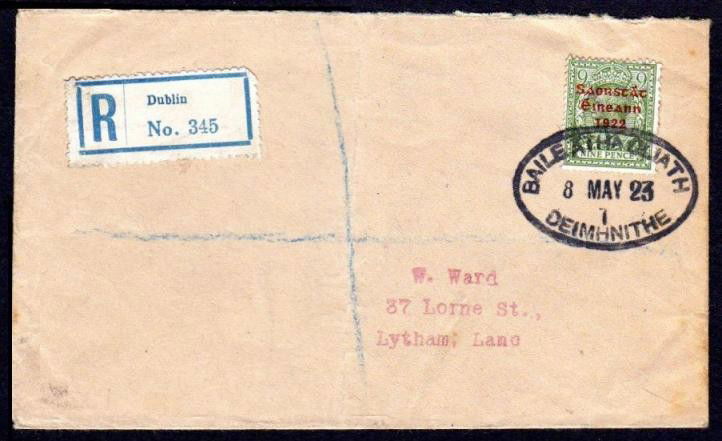 R
Dublin
No. 345
9 9
Saorstát
Éireann
1922
NINE PENCE
BAILE ÁTHA CLIATH
8 MAY 23
1
DEIMHNITHE
W. Ward
37 Lorne St.,
Lytham, Lanc